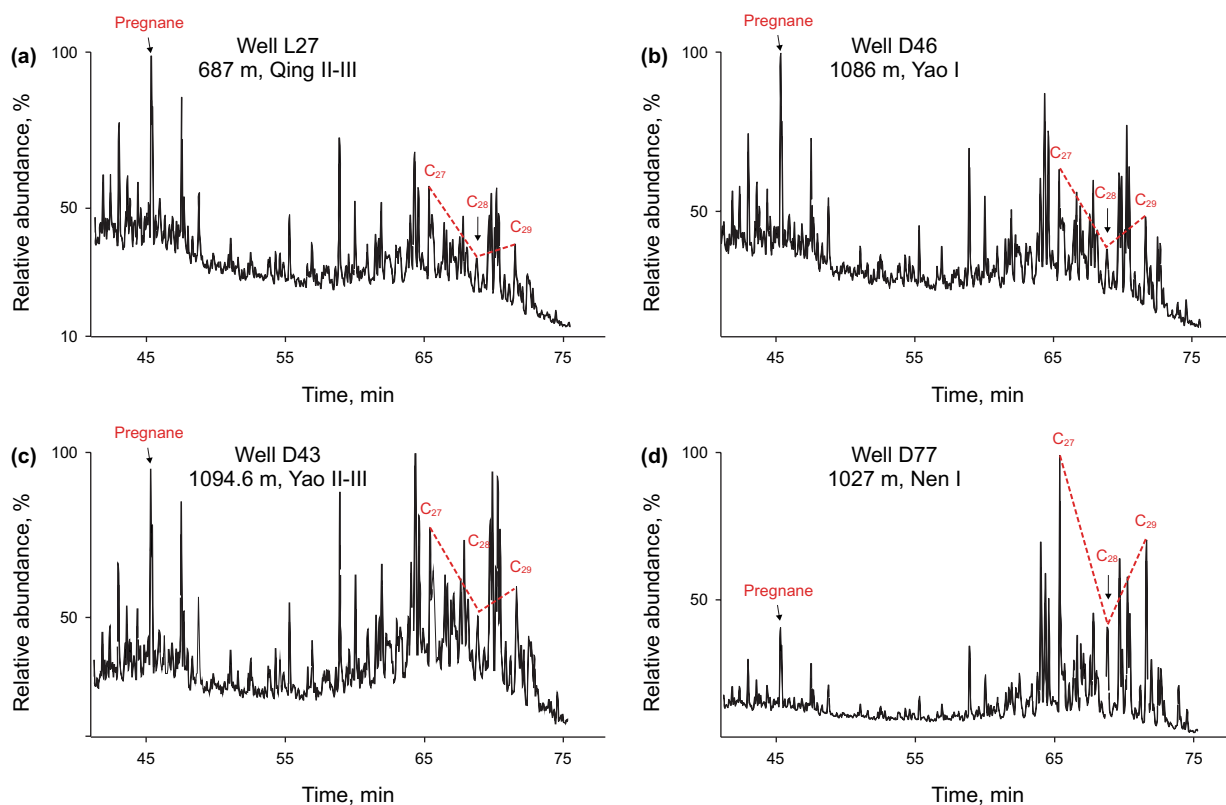 Pregnane
(a)
Well L27
687 m, Qing II-III
100
50
10
Relative abundance, %
C27
C28
C29
45
55
65
75
Time, min
Pregnane
(b)
Well D46
1086 m, Yao I
100
50
Relative abundance, %
C27
C28
C29
45
55
65
75
Time, min
Pregnane
(c)
Well D43
1094.6 m, Yao II-III
100
50
Relative abundance, %
C27
C28
C29
45
55
65
75
Time, min
(d)
Well D77
1027 m, Nen I
100
50
Relative abundance, %
C27
C28
C29
Pregnane
45
55
65
75
Time, min